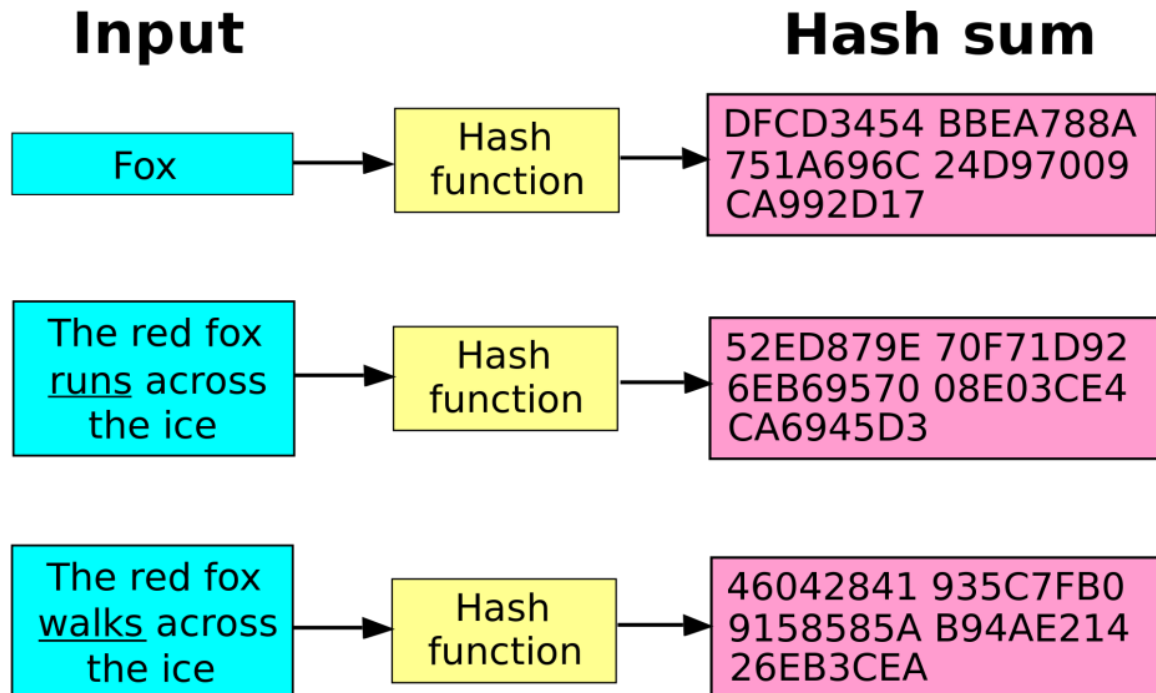 Input
Hash sum
Fox
Hash
function
DFCD3454 BBEA788A
751A696C 24D97009
CA992D17
The red fox
runs across
the ice
Hash
function
52ED879E 70F71D92
6EB69570 08E03CE4
CA6945D3
The red fox
walks across
the ice
Hash
function
46042841 935C7FB0
9158585A B94AE214
26EB3CEA